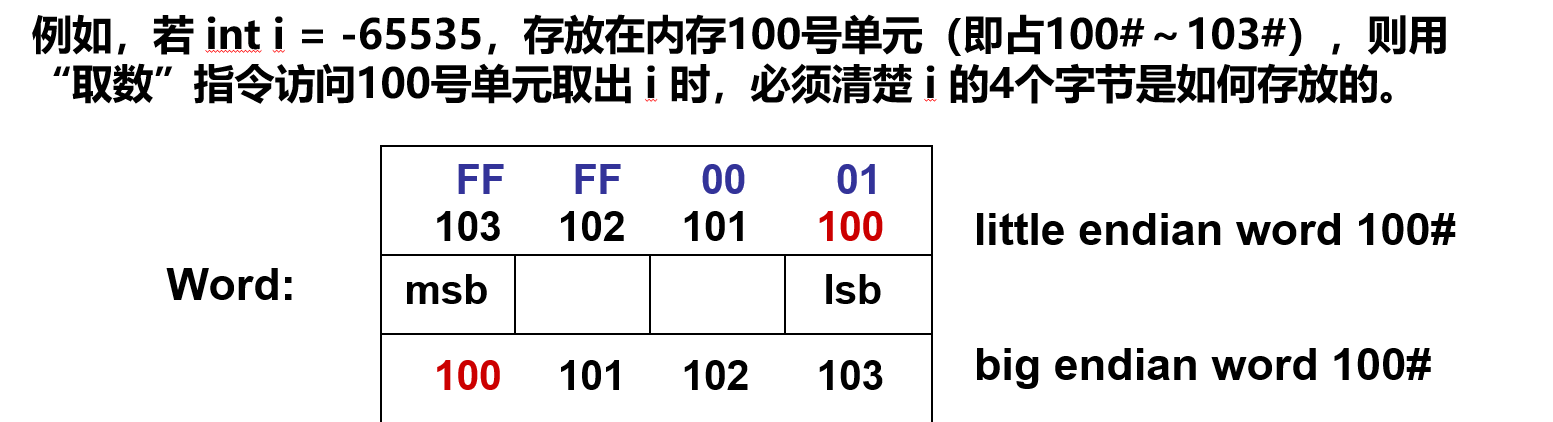 例如，若 int i = -65535，存放在内存100号单元（即占100#～103#），则用
“取数”指令访问100号单元取出 i 时，必须清楚 i 的4个字节是如何存放的。
FF FF 00 01
103 102 101 100
little endian word 100#
Word:
msb lsb
100 101 102 103
big endian word 100#